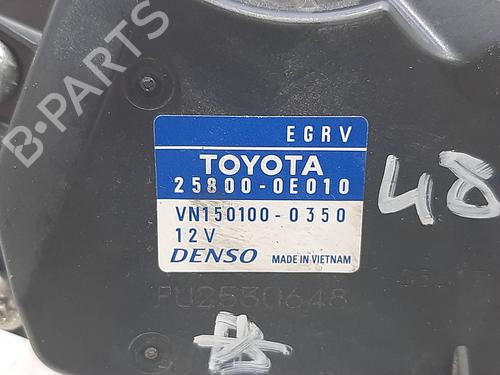 B-PARTS
EGRV
TOYOTA
25800-0E010
VN150100-0350
12V
DENSO MADE IN VIETNAM
FU2530648
48